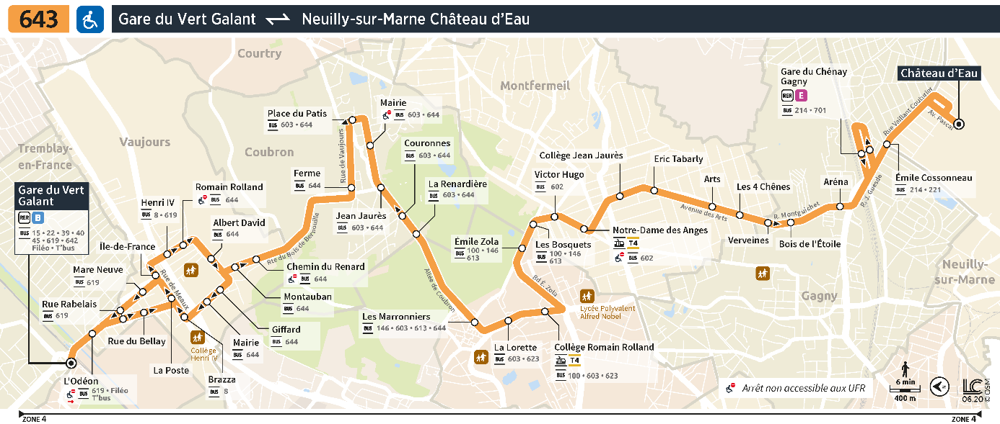 643
Gare du Vert Galant
Neuilly-sur-Marne Château d'Eau
Courtry
Montfermeil
Vaujours
Coubron
Tremblay-
en-France
Gagny
Neuilly-
sur-Marne
Gare du Vert
Galant
RER B
BUS 15 • 22 • 39 • 40
45 • 619 • 642
Filéo • T'bus
L'Odéon
BUS 619 • Filéo
T'bus
Rue Rabelais
BUS 619
Mare Neuve
BUS 619
Île-de-France
Henri IV
BUS 8 • 619
Romain Rolland
BUS 644
Albert David
BUS 644
Rue du Bellay
La Poste
Rue de Meaux
Collège
Henri IV
Brazza
BUS 8
Mairie
BUS 644
Giffard
BUS 644
Montauban
BUS 644
Chemin du Renard
BUS 644
Rte du Bois de Bernouille
Ferme
BUS 644
Rue de Vaujours
Place du Patis
BUS 603 • 644
Mairie
BUS 603 • 644
Couronnes
BUS 603 • 644
Jean Jaurès
BUS 603 • 644
La Renardière
BUS 603 • 644
Allée de Coubron
Les Marronniers
BUS 146 • 603 • 613 • 644
La Lorette
BUS 603 • 623
Collège Romain Rolland
T4
BUS 100 • 603 • 623
Lycée Polyvalent
Alfred Nobel
Bd É. Zola
Émile Zola
BUS 100 • 146
613
Les Bosquets
BUS 100 • 146
613
Victor Hugo
BUS 602
Notre-Dame des Anges
T4
BUS 602
Collège Jean Jaurès
Eric Tabarly
Arts
Avenue des Arts
Les 4 Chênes
Verveines
R. Montguichet
Bois de l'Étoile
Aréna
R. J. Guesde
Gare du Chénay
Gagny
RER E
BUS 214 • 701
Émile Cossonneau
BUS 214 • 221
Rue Vaillant Couturier
Av. Pascal
Château d'Eau
Arrêt non accessible aux UFR
6 min
400 m
N
LC
06.20
© OSM
ZONE 4
ZONE 4